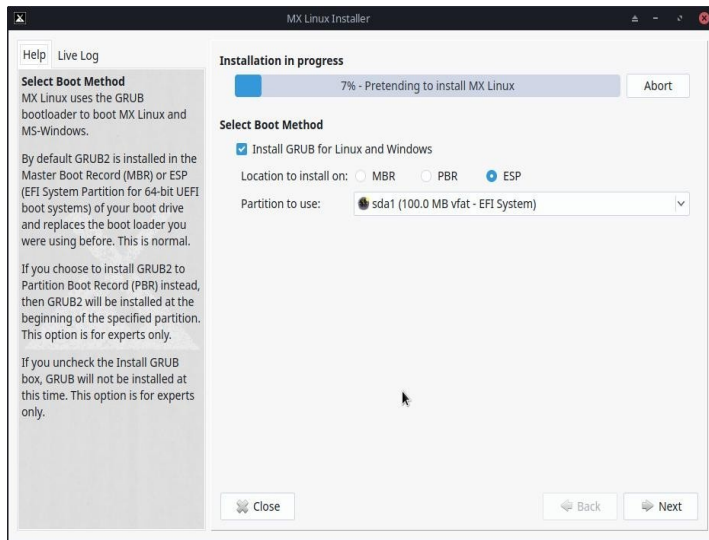 MX Linux Installer
Help Live Log
Select Boot Method
MX Linux uses the GRUB
bootloader to boot MX Linux and
MS-Windows.
By default GRUB2 is installed in the
Master Boot Record (MBR) or ESP
(EFI System Partition for 64-bit UEFI
boot systems) of your boot drive
and replaces the boot loader you
were using before. This is normal.
If you choose to install GRUB2 to
Partition Boot Record (PBR) instead,
then GRUB2 will be installed at the
beginning of the specified partition.
This option is for experts only.
If you uncheck the Install GRUB
box, GRUB will not be installed at
this time. This option is for experts
only.
Installation in progress
7% - Pretending to install MX Linux Abort
Select Boot Method
Install GRUB for Linux and Windows
Location to install on: MBR PBR ESP
Partition to use: sda1 (100.0 MB vfat - EFI System)
Close Back Next